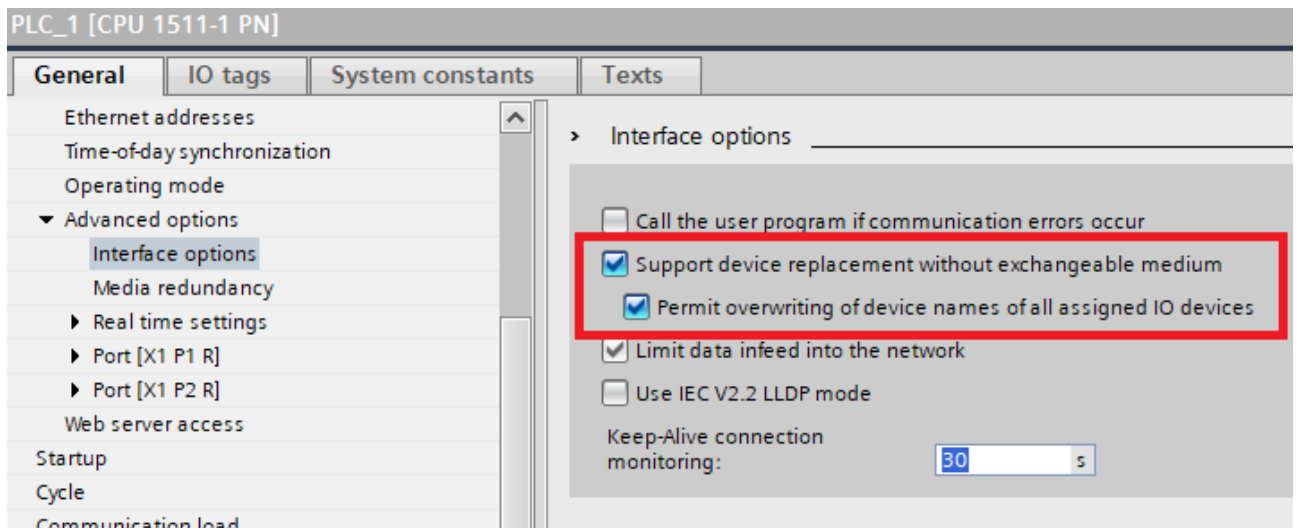 PLC_1 [CPU 1511-1 PN]
General IO tags System constants Texts
Ethernet addresses
Time-of-day synchronization
Operating mode
Advanced options
Interface options
Media redundancy
Real time settings
Port [X1 P1 R]
Port [X1 P2 R]
Web server access
Startup
Cycle
Communication load
Interface options
Call the user program if communication errors occur
Support device replacement without exchangeable medium
Permit overwriting of device names of all assigned IO devices
Limit data infeed into the network
Use IEC V2.2 LLDP mode
Keep-Alive connection
monitoring: 30 s